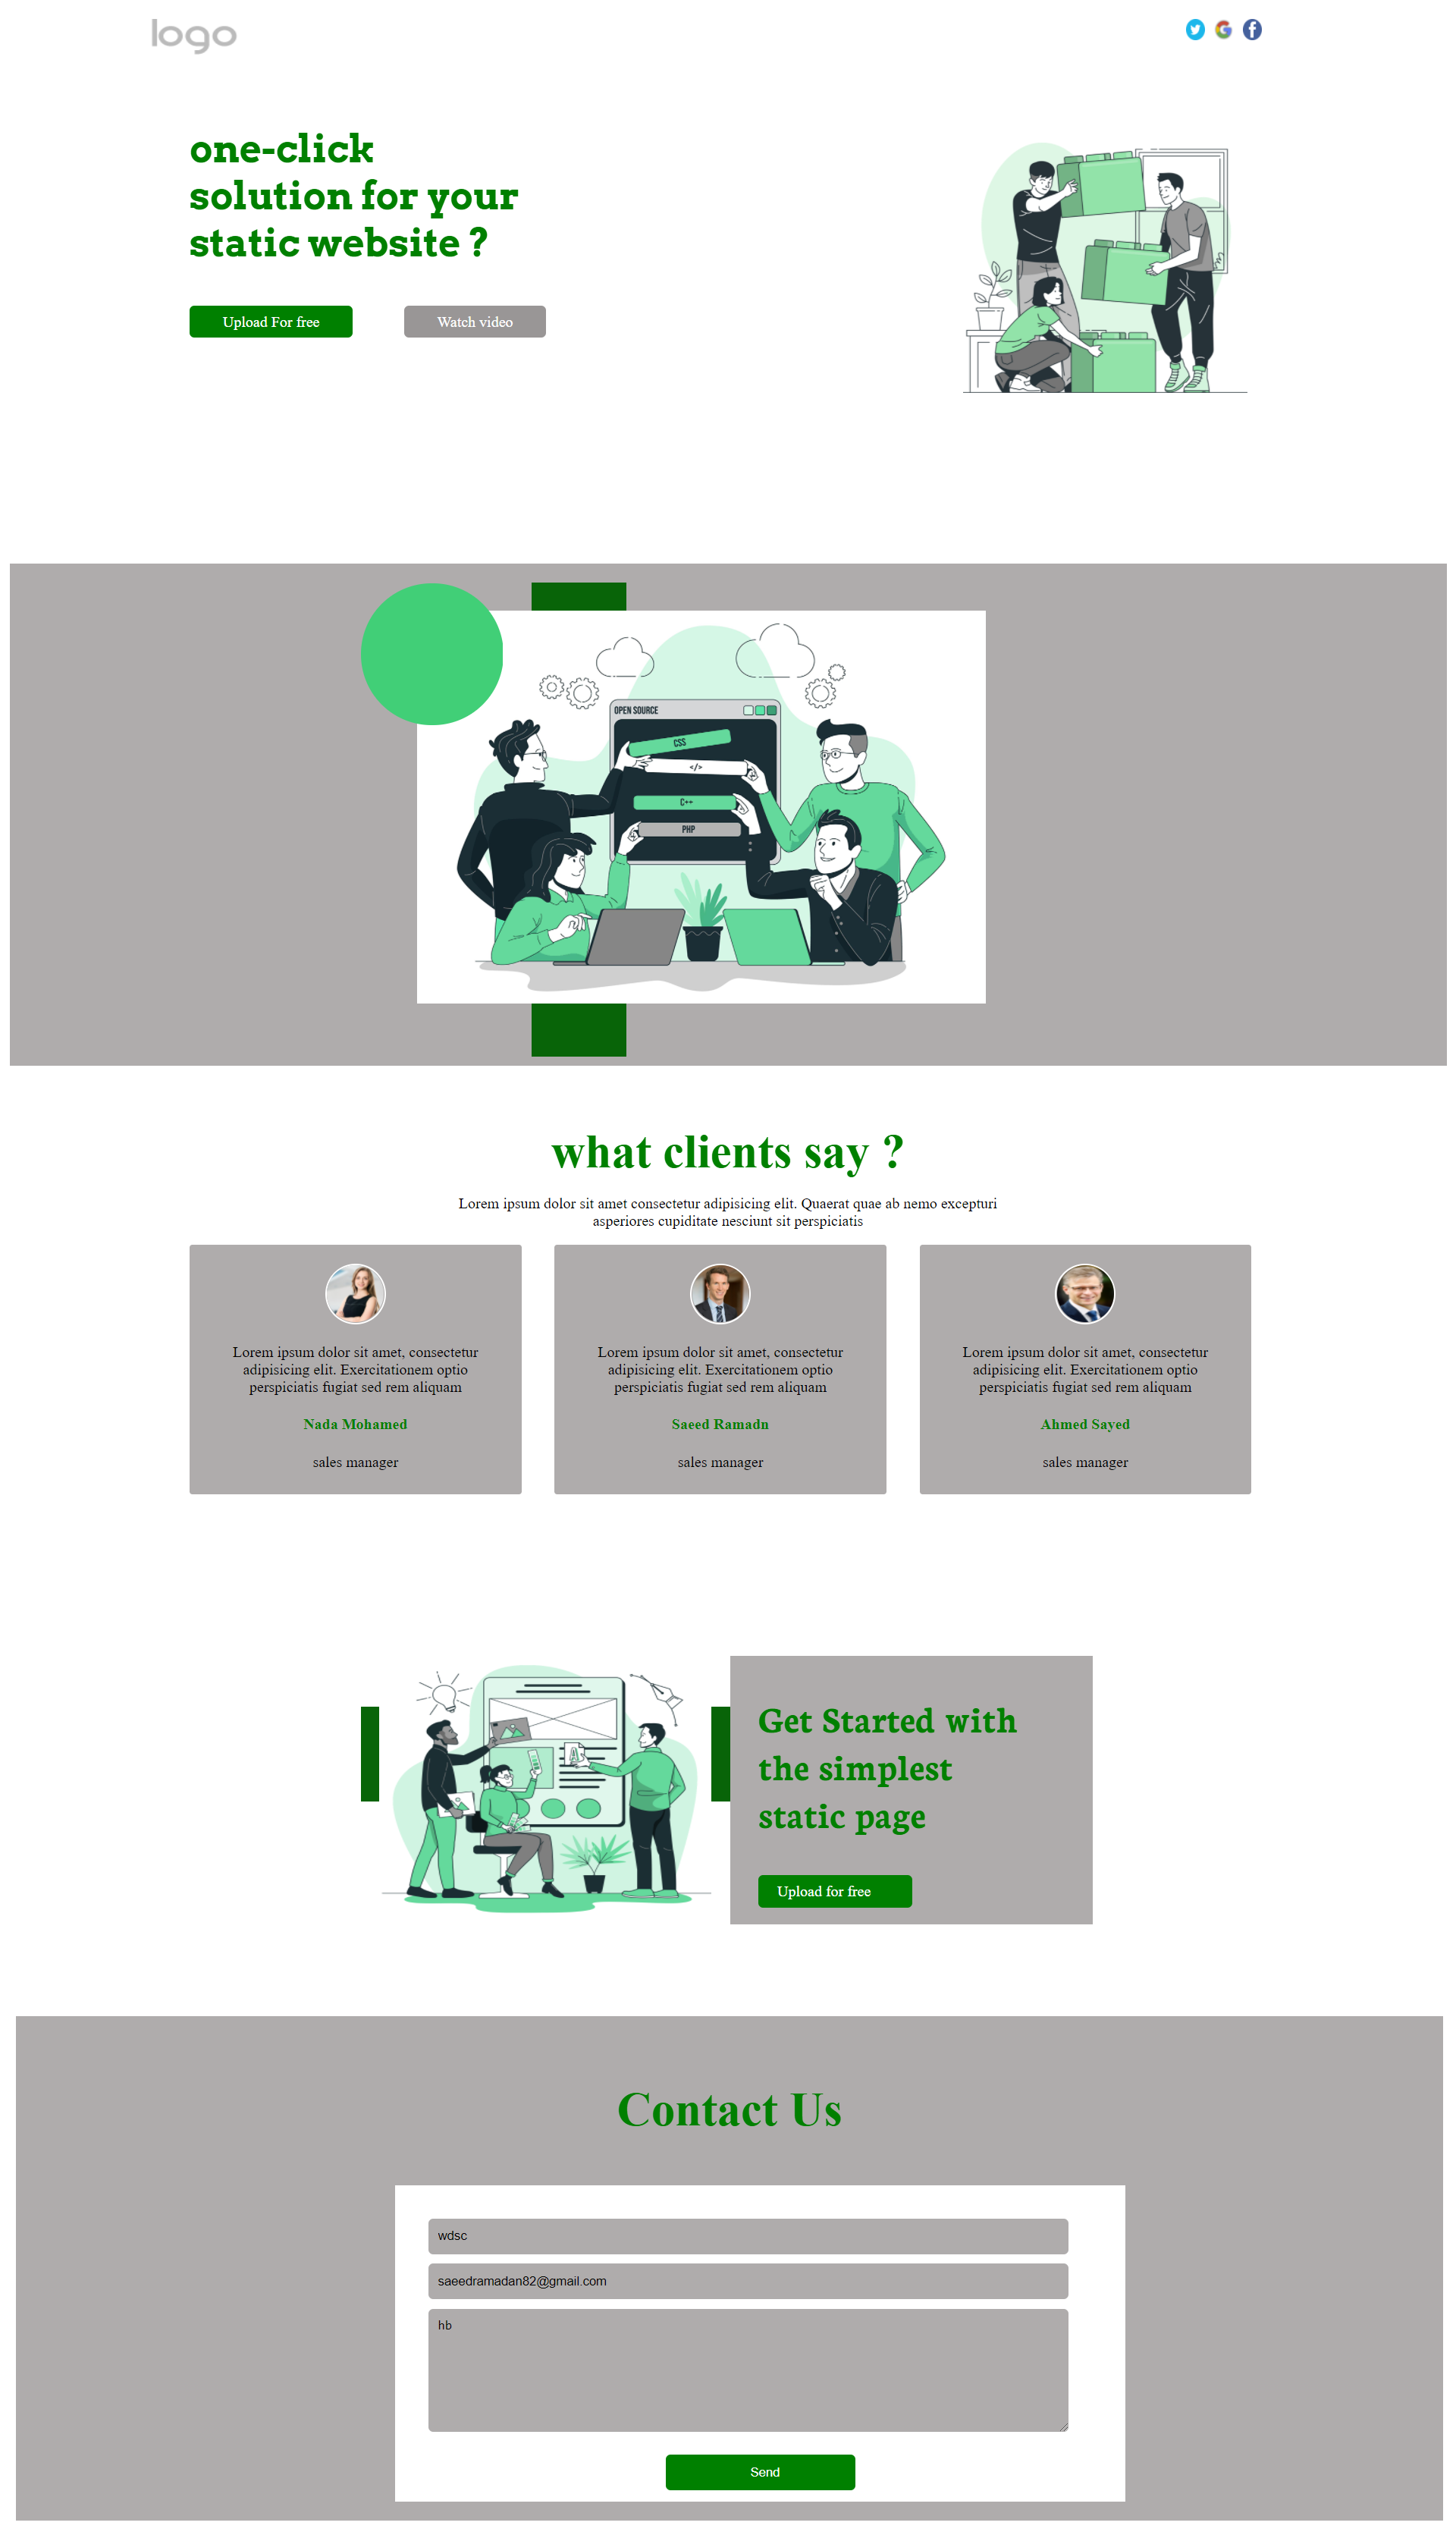 logo
one-click
solution for your
static website ?
Upload For free
Watch video
OPEN SOURCE
CSS
</>
C++
PHP
what clients say ?
Lorem ipsum dolor sit amet consectetur adipisicing elit. Quaerat quae ab nemo excepturi
asperiores cupiditate nesciunt sit perspiciatis
Lorem ipsum dolor sit amet, consectetur
adipisicing elit. Exercitationem optio
perspiciatis fugiat sed rem aliquam
Nada Mohamed
sales manager
Lorem ipsum dolor sit amet, consectetur
adipisicing elit. Exercitationem optio
perspiciatis fugiat sed rem aliquam
Saeed Ramadn
sales manager
Lorem ipsum dolor sit amet, consectetur
adipisicing elit. Exercitationem optio
perspiciatis fugiat sed rem aliquam
Ahmed Sayed
sales manager
A
Get Started with
the simplest
static page
Upload for free
Contact Us
wdsc
saeedramadan82@gmail.com
hb
Send